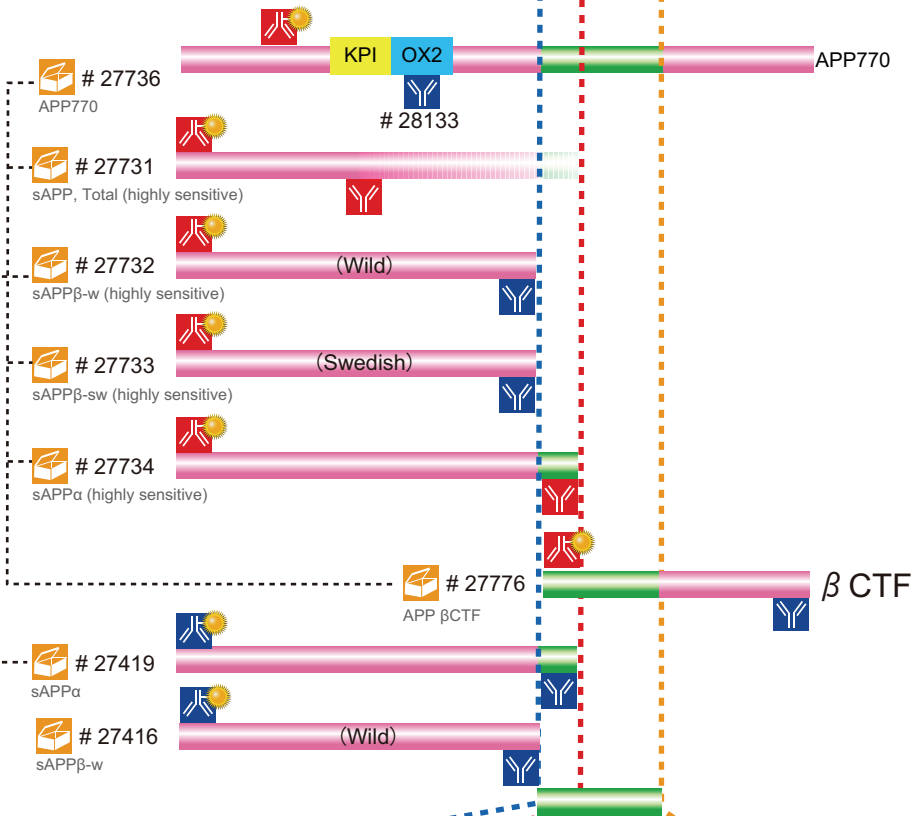 KPI OX2
APP770
# 27736
APP770
# 28133
# 27731
sAPP, Total (highly sensitive)
# 27732
(Wild)
sAPPβ-w (highly sensitive)
# 27733
(Swedish)
sAPPβ-sw (highly sensitive)
# 27734
sAPPα (highly sensitive)
# 27776
β CTF
APP βCTF
# 27419
sAPPα
# 27416
(Wild)
sAPPβ-w